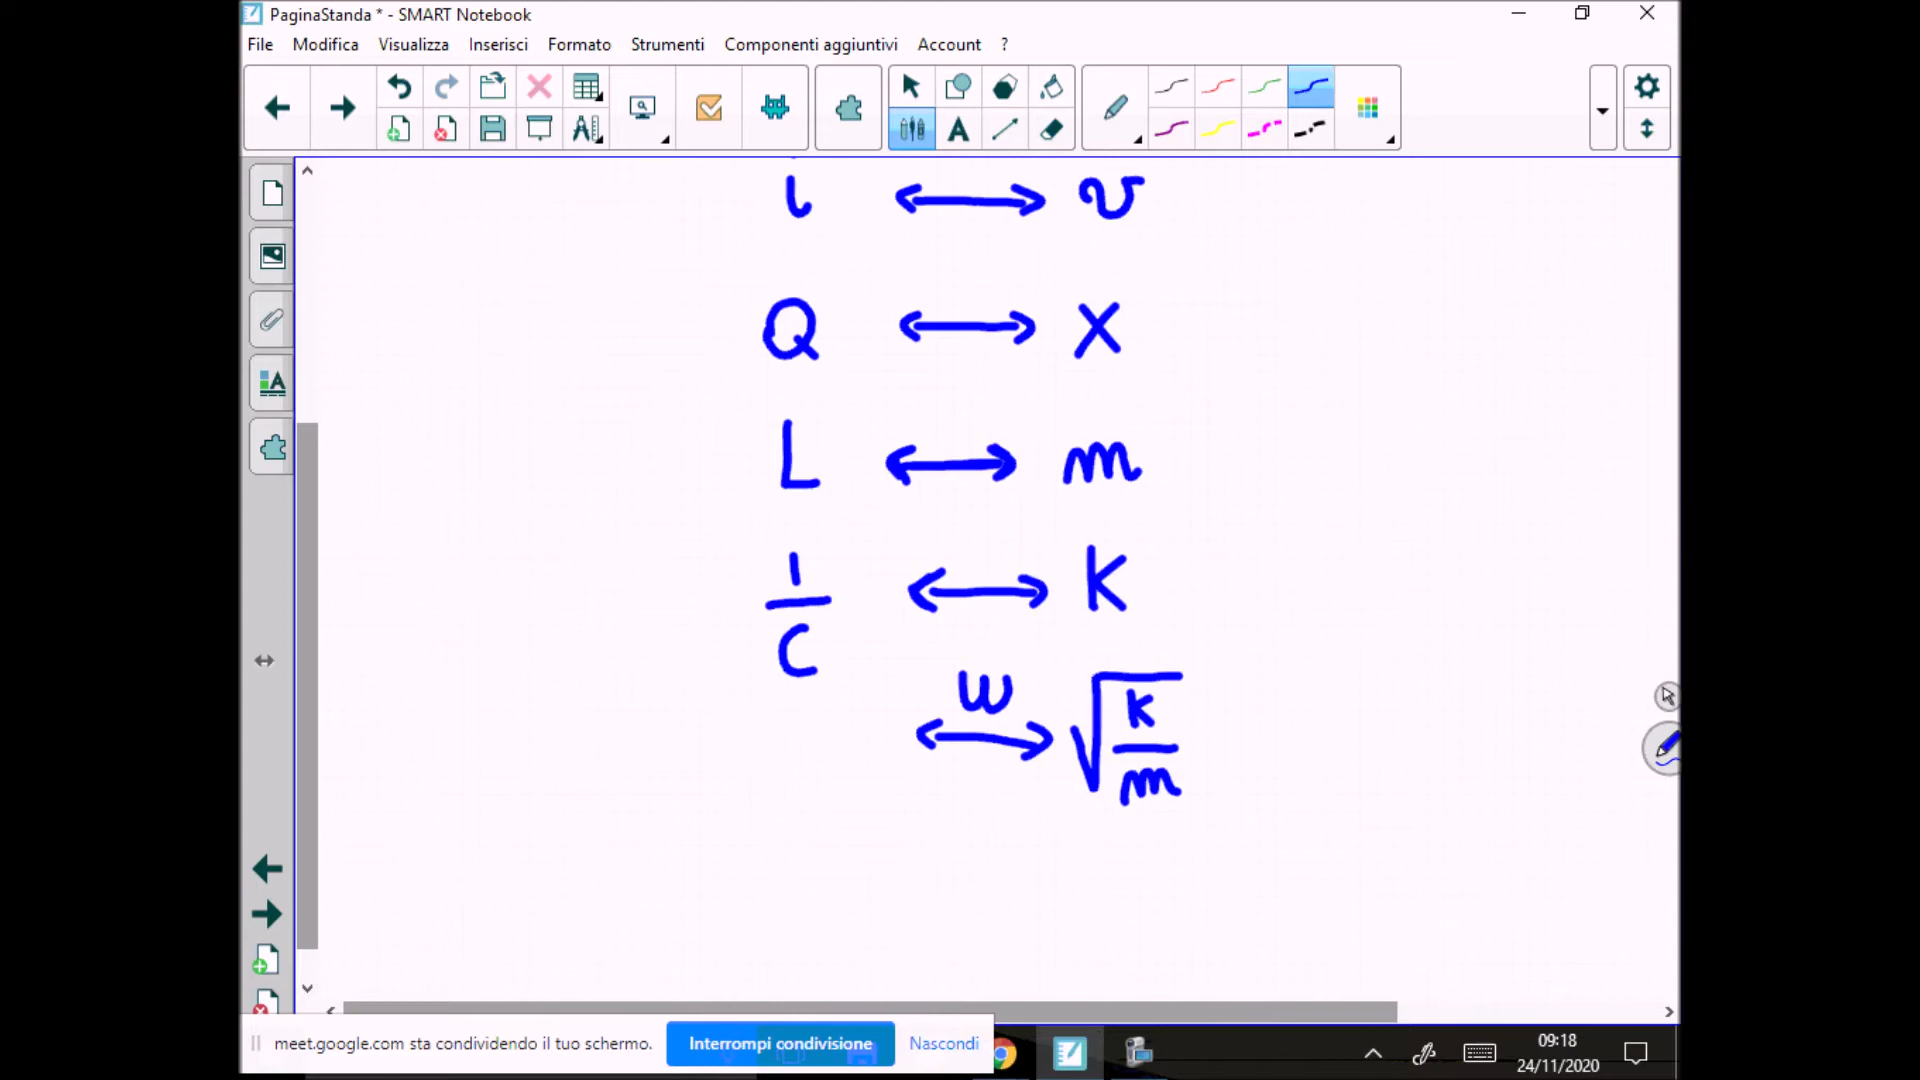 PaginaStanda * - SMART Notebook
File Modifica Visualizza Inserisci Formato Strumenti Componenti aggiuntivi Account ?
A
A
i ↔ v
Q ↔ X
L ↔ m
1/C ↔ K
ω
↔ √(k/m)
meet.google.com sta condividendo il tuo schermo. Interrompi condivisione Nascondi
09:18
24/11/2020